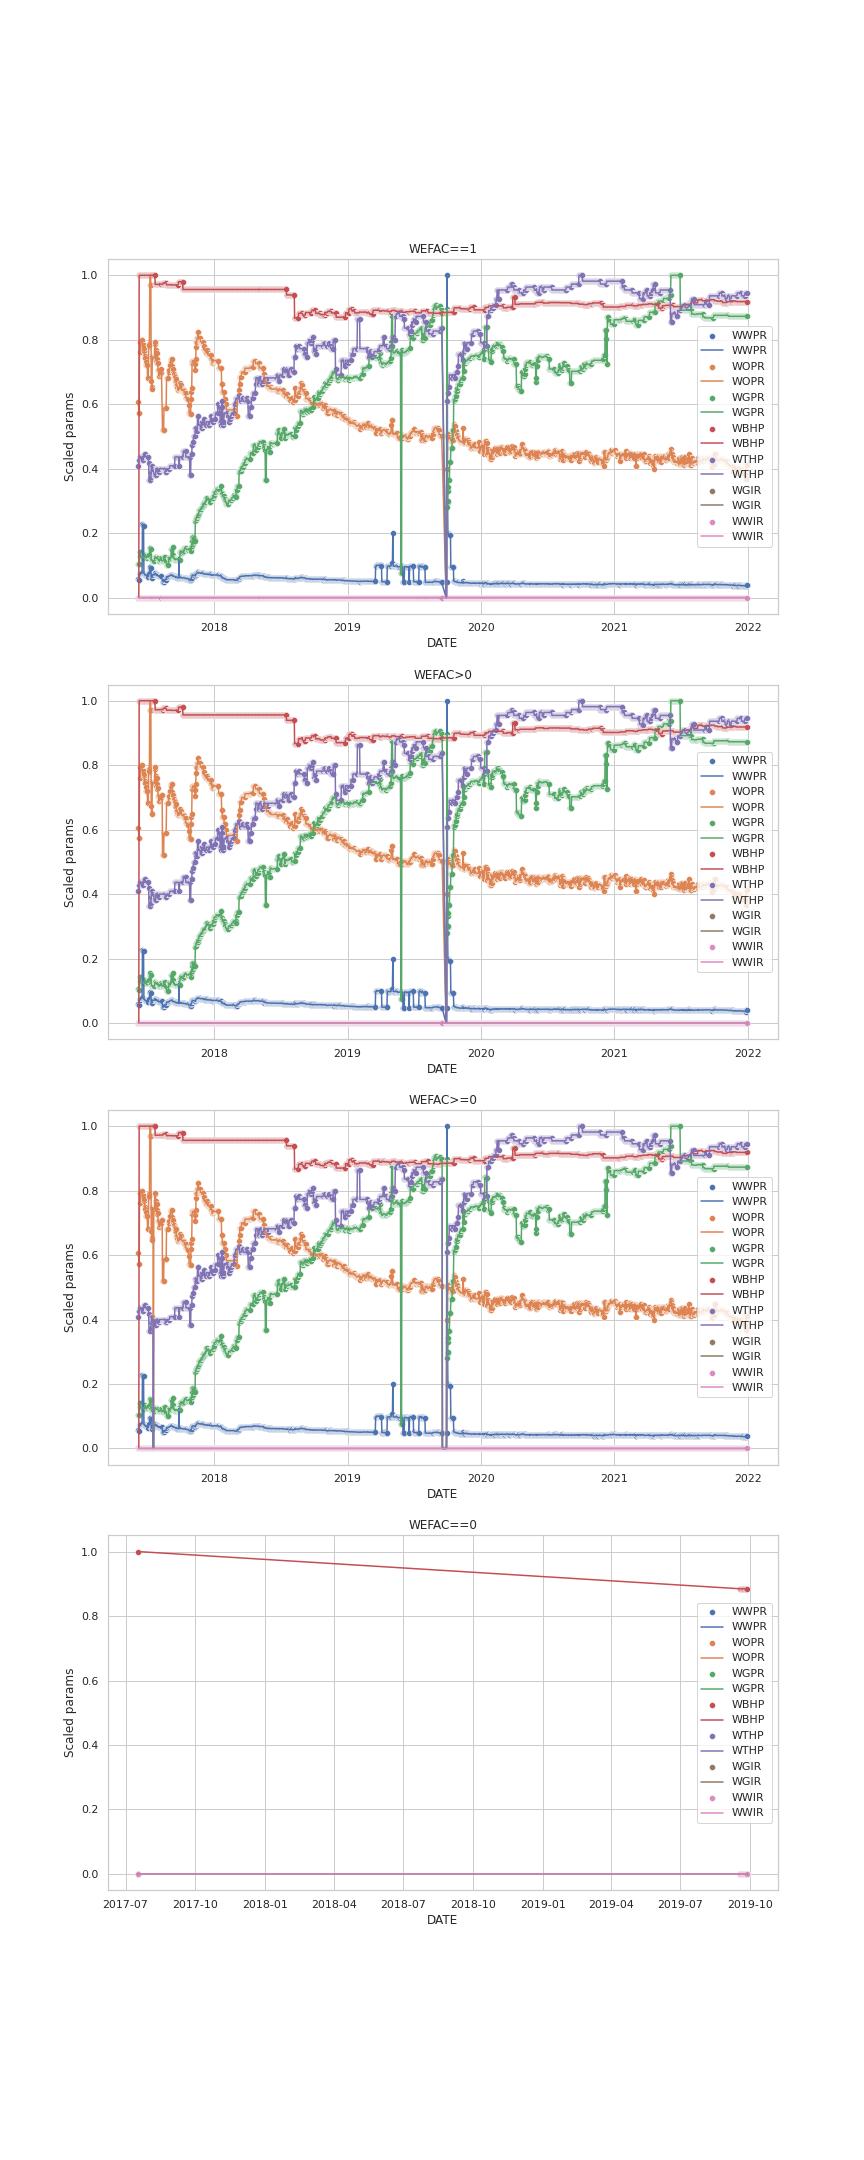 WEFAC==1
1.0
0.8
0.6
0.4
0.2
0.0
Scaled params
WWPR
WWPR
WOPR
WOPR
WGPR
WGPR
WBHP
WBHP
WTHP
WTHP
WGIR
WGIR
WWIR
WWIR
2018 2019 2020 2021 2022
DATE
WEFAC>0
1.0
0.8
0.6
0.4
0.2
0.0
Scaled params
WWPR
WWPR
WOPR
WOPR
WGPR
WGPR
WBHP
WBHP
WTHP
WTHP
WGIR
WGIR
WWIR
WWIR
2018 2019 2020 2021 2022
DATE
WEFAC>=0
1.0
0.8
0.6
0.4
0.2
0.0
Scaled params
WWPR
WWPR
WOPR
WOPR
WGPR
WGPR
WBHP
WBHP
WTHP
WTHP
WGIR
WGIR
WWIR
WWIR
2018 2019 2020 2021 2022
DATE
WEFAC==0
1.0
0.8
0.6
0.4
0.2
0.0
Scaled params
WWPR
WWPR
WOPR
WOPR
WGPR
WGPR
WBHP
WBHP
WTHP
WTHP
WGIR
WGIR
WWIR
WWIR
2017-07 2017-10 2018-01 2018-04 2018-07 2018-10 2019-01 2019-04 2019-07 2019-10
DATE